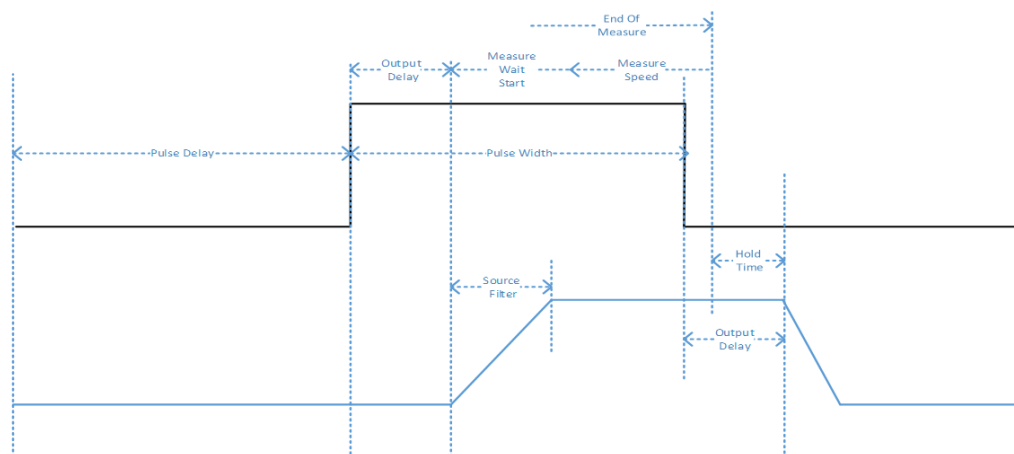 End Of
Measure
Output
Delay
Measure
Wait
Start
Measure
Speed
Pulse Delay
Pulse Width
Hold
Time
Source
Filter
Output
Delay